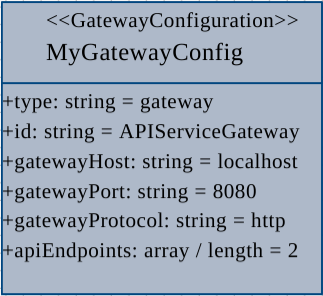 <<GatewayConfiguration>>
MyGatewayConfig
+type: string = gateway
+id: string = APIServiceGateway
+gatewayHost: string = localhost
+gatewayPort: string = 8080
+gatewayProtocol: string = http
+apiEndpoints: array / length = 2